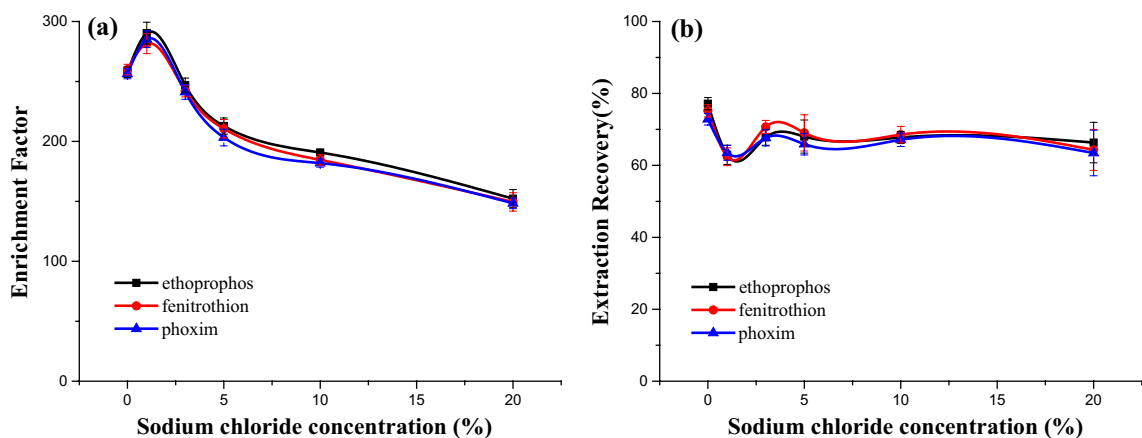 (a)
300
200
100
0
Enrichment Factor
ethoprophos
fenitrothion
phoxim
0 5 10 15 20
Sodium chloride concentration (%)
(b)
100
80
60
40
20
0
Extraction Recovery(%)
ethoprophos
fenitrothion
phoxim
0 5 10 15 20
Sodium chloride concentration (%)